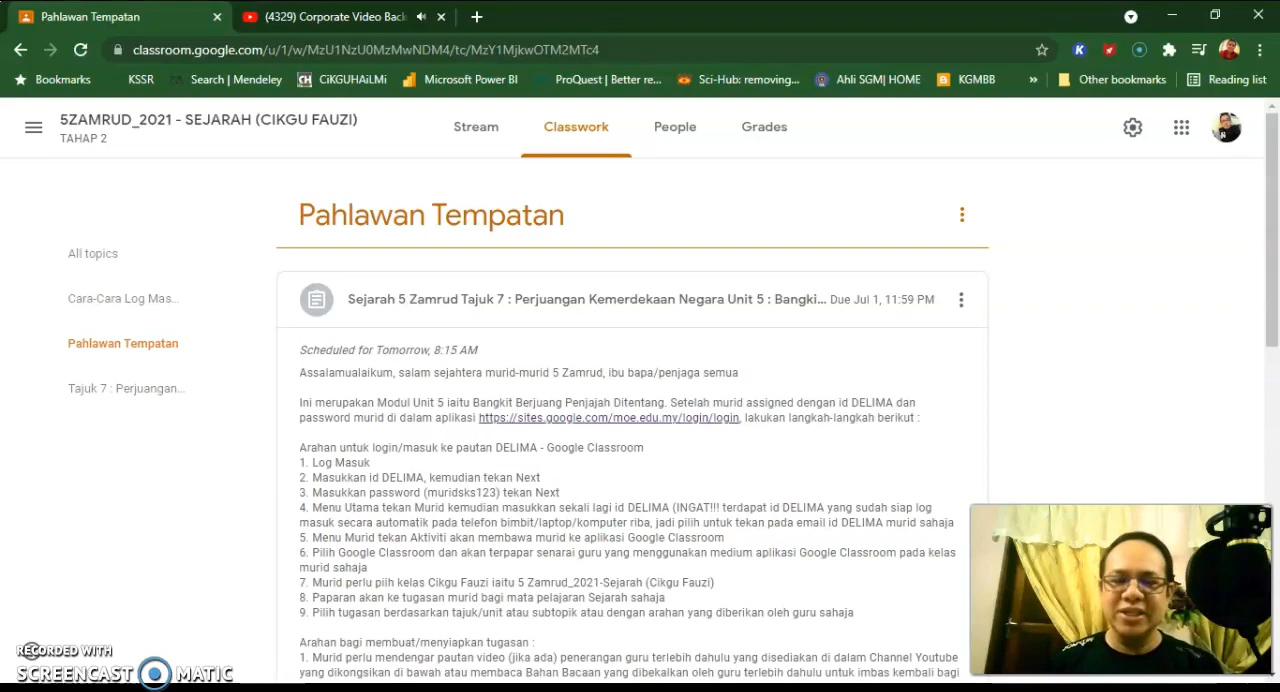 Pahlawan Tempatan
(4329) Corporate Video Back
classroom.google.com/u/1/w/MzU1NzU0MzMwNDM4/tc/MzY1MjkwOTM2MTc4
Bookmarks KSSR Search | Mendeley CiKGUHAiLMi Microsoft Power BI ProQuest | Better re... Sci-Hub: removing... Ahli SGM| HOME KGMBB » Other bookmarks Reading list
5ZAMRUD_2021 - SEJARAH (CIKGU FAUZI)
TAHAP 2
Stream Classwork People Grades
Pahlawan Tempatan
All topics
Cara-Cara Log Mas...
Pahlawan Tempatan
Tajuk 7 : Perjuangan...
Sejarah 5 Zamrud Tajuk 7 : Perjuangan Kemerdekaan Negara Unit 5 : Bangki... Due Jul 1, 11:59 PM
Scheduled for Tomorrow, 8:15 AM
Assalamualaikum, salam sejahtera murid-murid 5 Zamrud, ibu bapa/penjaga semua
Ini merupakan Modul Unit 5 iaitu Bangkit Berjuang Penjajah Ditentang. Setelah murid assigned dengan id DELIMA dan
password murid di dalam aplikasi https://sites.google.com/moe.edu.my/login/login, lakukan langkah-langkah berikut :
Arahan untuk login/masuk ke pautan DELIMA - Google Classroom
1. Log Masuk
2. Masukkan id DELIMA, kemudian tekan Next
3. Masukkan password (muridsks123) tekan Next
4. Menu Utama tekan Murid kemudian masukkan sekali lagi id DELIMA (INGAT!!! terdapat id DELIMA yang sudah siap log
masuk secara automatik pada telefon bimbit/laptop/komputer riba, jadi pilih untuk tekan pada email id DELIMA murid sahaja
5. Menu Murid tekan Aktiviti akan membawa murid ke aplikasi Google Classroom
6. Pilih Google Classroom dan akan terpapar senarai guru yang menggunakan medium aplikasi Google Classroom pada kelas
murid sahaja
7. Murid perlu piih kelas Cikgu Fauzi iaitu 5 Zamrud_2021-Sejarah (Cikgu Fauzi)
8. Paparan akan ke tugasan murid bagi mata pelajaran Sejarah sahaja
9. Pilih tugasan berdasarkan tajuk/unit atau subtopik atau dengan arahan yang diberikan oleh guru sahaja
Arahan bagi membuat/menyiapkan tugasan :
1. Murid perlu mendengar pautan video (jika ada) penerangan guru terlebih dahulu yang disediakan di dalam Channel Youtube
yang dikongsikan di bawah atau membaca Bahan Bacaan yang dibekalkan oleh guru terlebih dahulu untuk imbas kembali bagi
RECORDED WITH
SCREENCAST MATIC